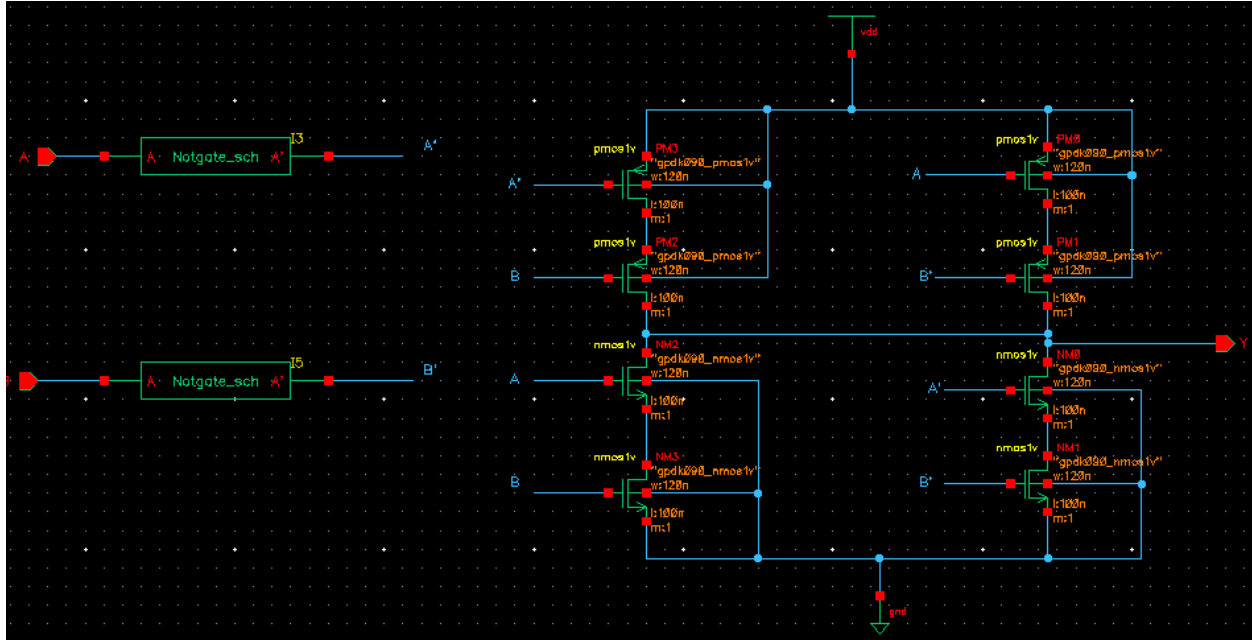 vdd
A
I3
A Notgate_sch A*
A*
pmos1v PM3
"gpdk090_pmos1v"
w:120n
A*
l:100n
m:1
pmos1v PM0
"gpdk090_pmos1v"
w:120n
A
l:100n
m:1
pmos1v PM2
"gpdk090_pmos1v"
w:120n
B
l:100n
m:1
pmos1v PM1
"gpdk090_pmos1v"
w:120n
B*
l:100n
m:1
Y
I5
A Notgate_sch A*
B*
nmos1v NM2
"gpdk090_nmos1v"
w:120n
A
l:100n
m:1
nmos1v NM0
"gpdk090_nmos1v"
w:120n
A*
l:100n
m:1
nmos1v NM3
"gpdk090_nmos1v"
w:120n
B
l:100n
m:1
nmos1v NM1
"gpdk090_nmos1v"
w:120n
B*
l:100n
m:1
gnd